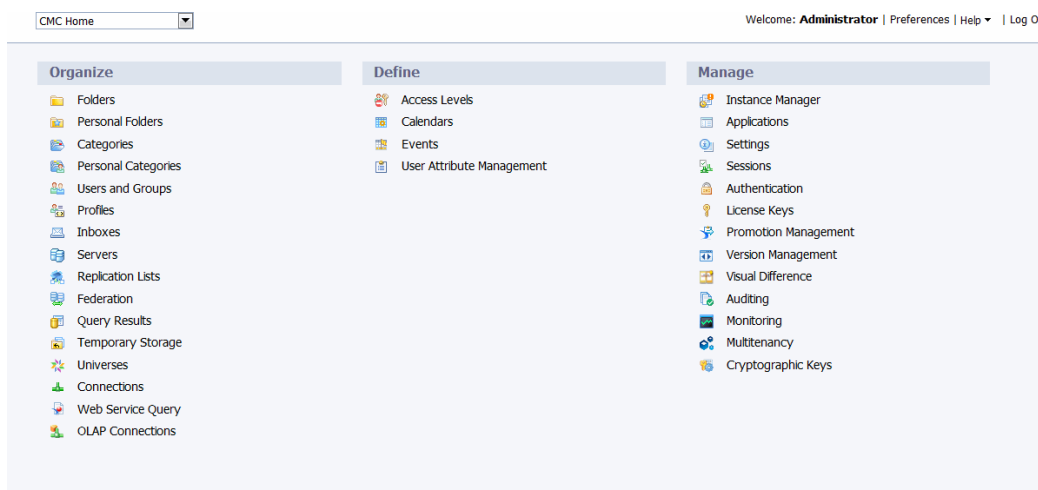 CMC Home
Welcome: Administrator | Preferences | Help | Log O
Organize
Folders
Personal Folders
Categories
Personal Categories
Users and Groups
Profiles
Inboxes
Servers
Replication Lists
Federation
Query Results
Temporary Storage
Universes
Connections
Web Service Query
OLAP Connections
Define
Access Levels
Calendars
Events
User Attribute Management
Manage
Instance Manager
Applications
Settings
Sessions
Authentication
License Keys
Promotion Management
Version Management
Visual Difference
Auditing
Monitoring
Multitenancy
Cryptographic Keys